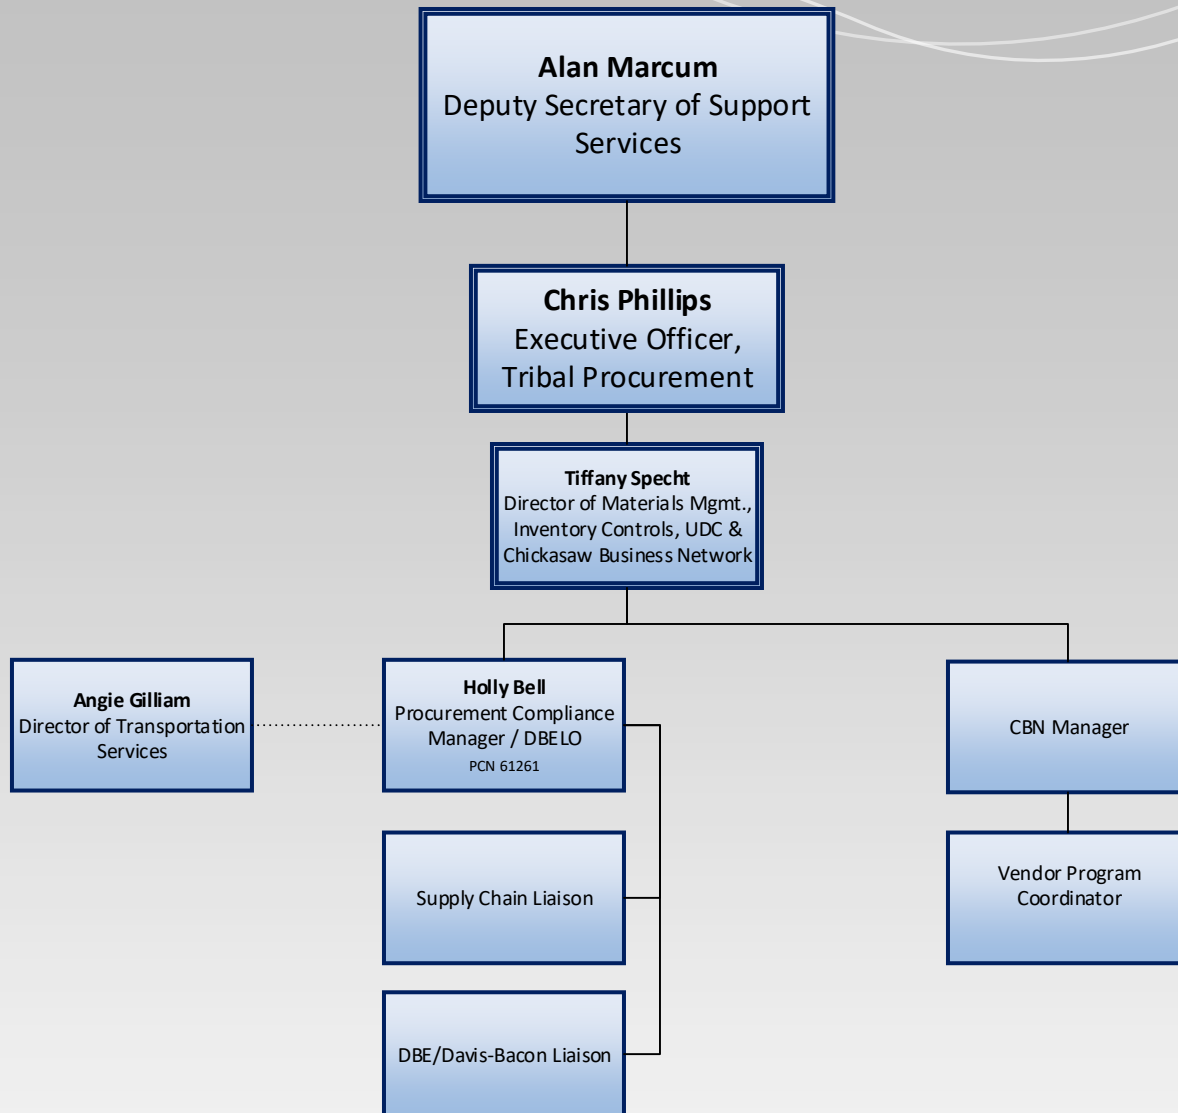 Alan Marcum
Deputy Secretary of Support
Services
Chris Phillips
Executive Officer,
Tribal Procurement
Tiffany Specht
Director of Materials Mgmt.,
Inventory Controls, UDC &
Chickasaw Business Network
Angie Gilliam
Director of Transportation
Services
Holly Bell
Procurement Compliance
Manager / DBELO
PCN 61261
CBN Manager
Supply Chain Liaison
Vendor Program
Coordinator
DBE/Davis-Bacon Liaison